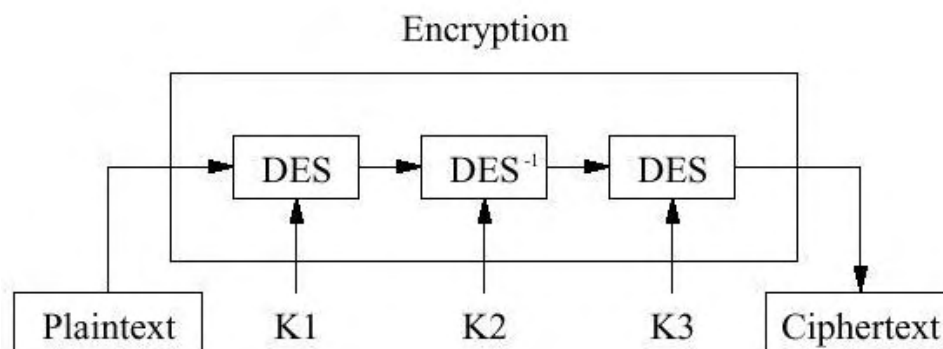 Encryption
DES DES⁻¹ DES
Plaintext K1 K2 K3 Ciphertext